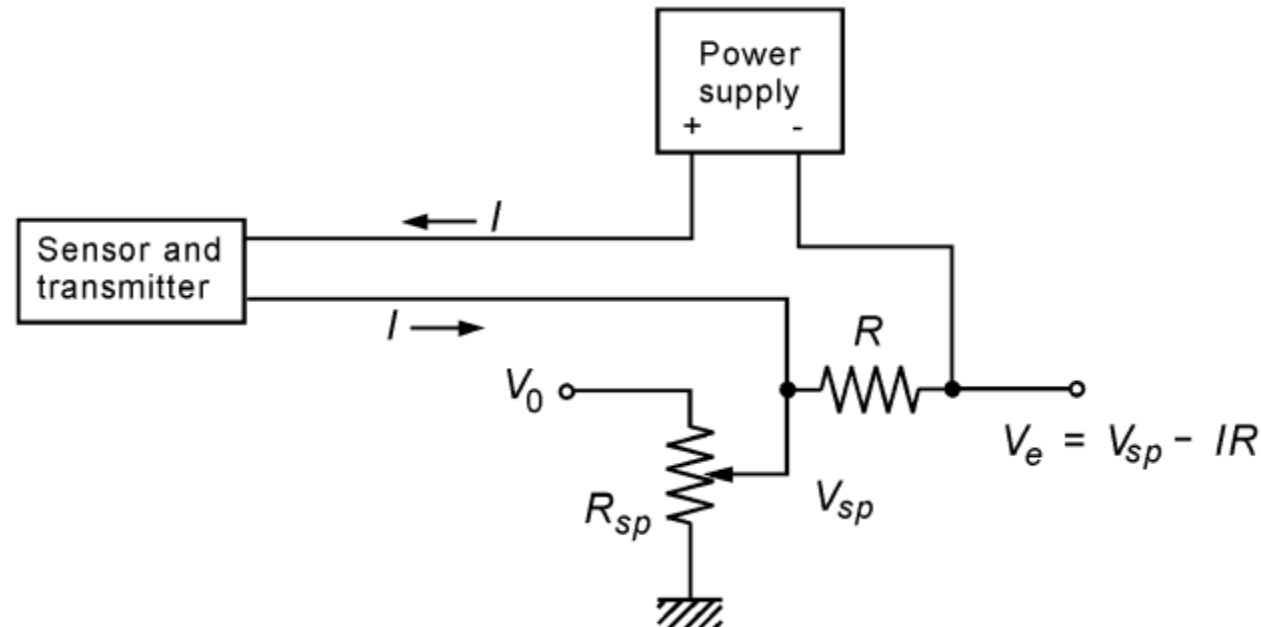 Power
supply
+ -
I
Sensor and
transmitter
I
R
V0
Ve = Vsp - IR
Rsp
Vsp